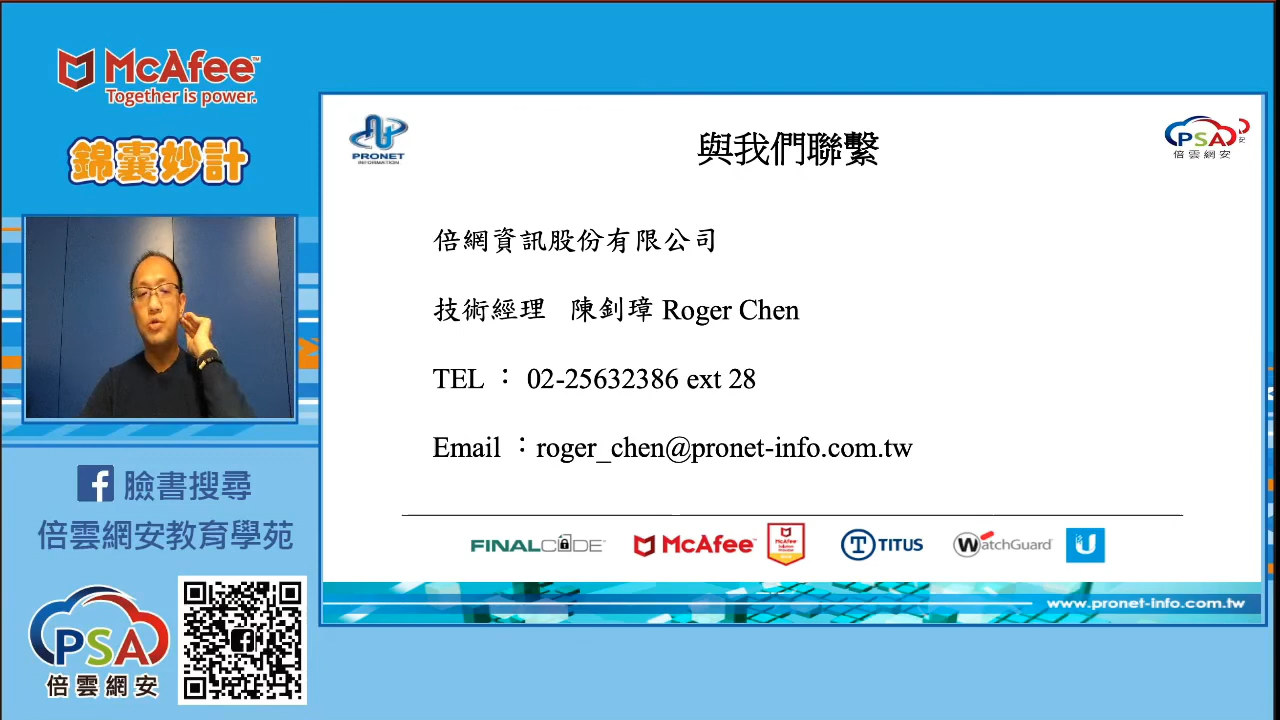 McAfee™
Together is power.
錦囊妙計
臉書搜尋
倍雲網安教育學苑
PSA
倍雲網安
PRONET
INFORMATION
與我們聯繫
PSA
倍雲網安
倍網資訊股份有限公司
技術經理 陳釗璋 Roger Chen
TEL ： 02-25632386 ext 28
Email ：roger_chen@pronet-info.com.tw
FINALCODE
McAfee
McAfee
TITUS
WatchGuard
www.pronet-info.com.tw